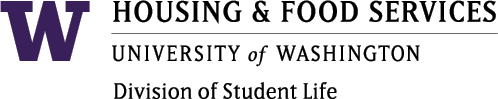 W HOUSING & FOOD SERVICES
UNIVERSITY of WASHINGTON
Division of Student Life